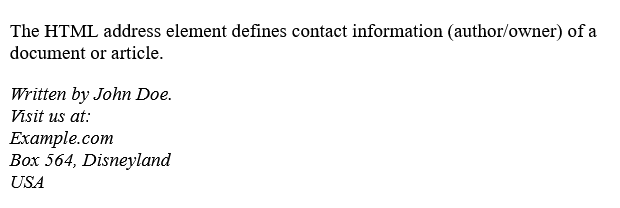 The HTML address element defines contact information (author/owner) of a
document or article.
Written by John Doe.
Visit us at:
Example.com
Box 564, Disneyland
USA